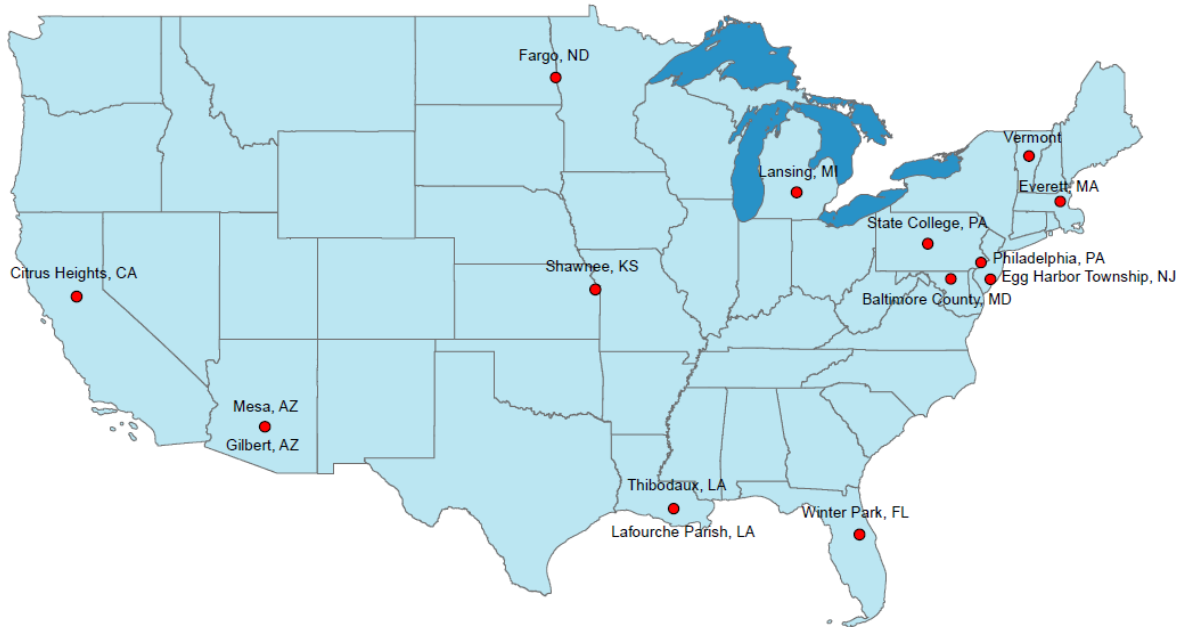 Fargo, ND
Vermont
Lansing, MI
Everett, MA
State College, PA
Philadelphia, PA
Shawnee, KS
Citrus Heights, CA
Egg Harbor Township, NJ
Baltimore County, MD
Mesa, AZ
Gilbert, AZ
Thibodaux, LA
Winter Park, FL
Lafourche Parish, LA